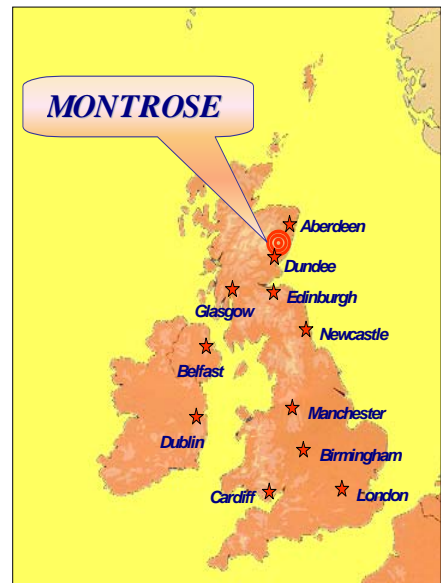 MONTROSE
Aberdeen
Dundee
Edinburgh
Glasgow
Newcastle
Belfast
Manchester
Dublin
Birmingham
Cardiff
London